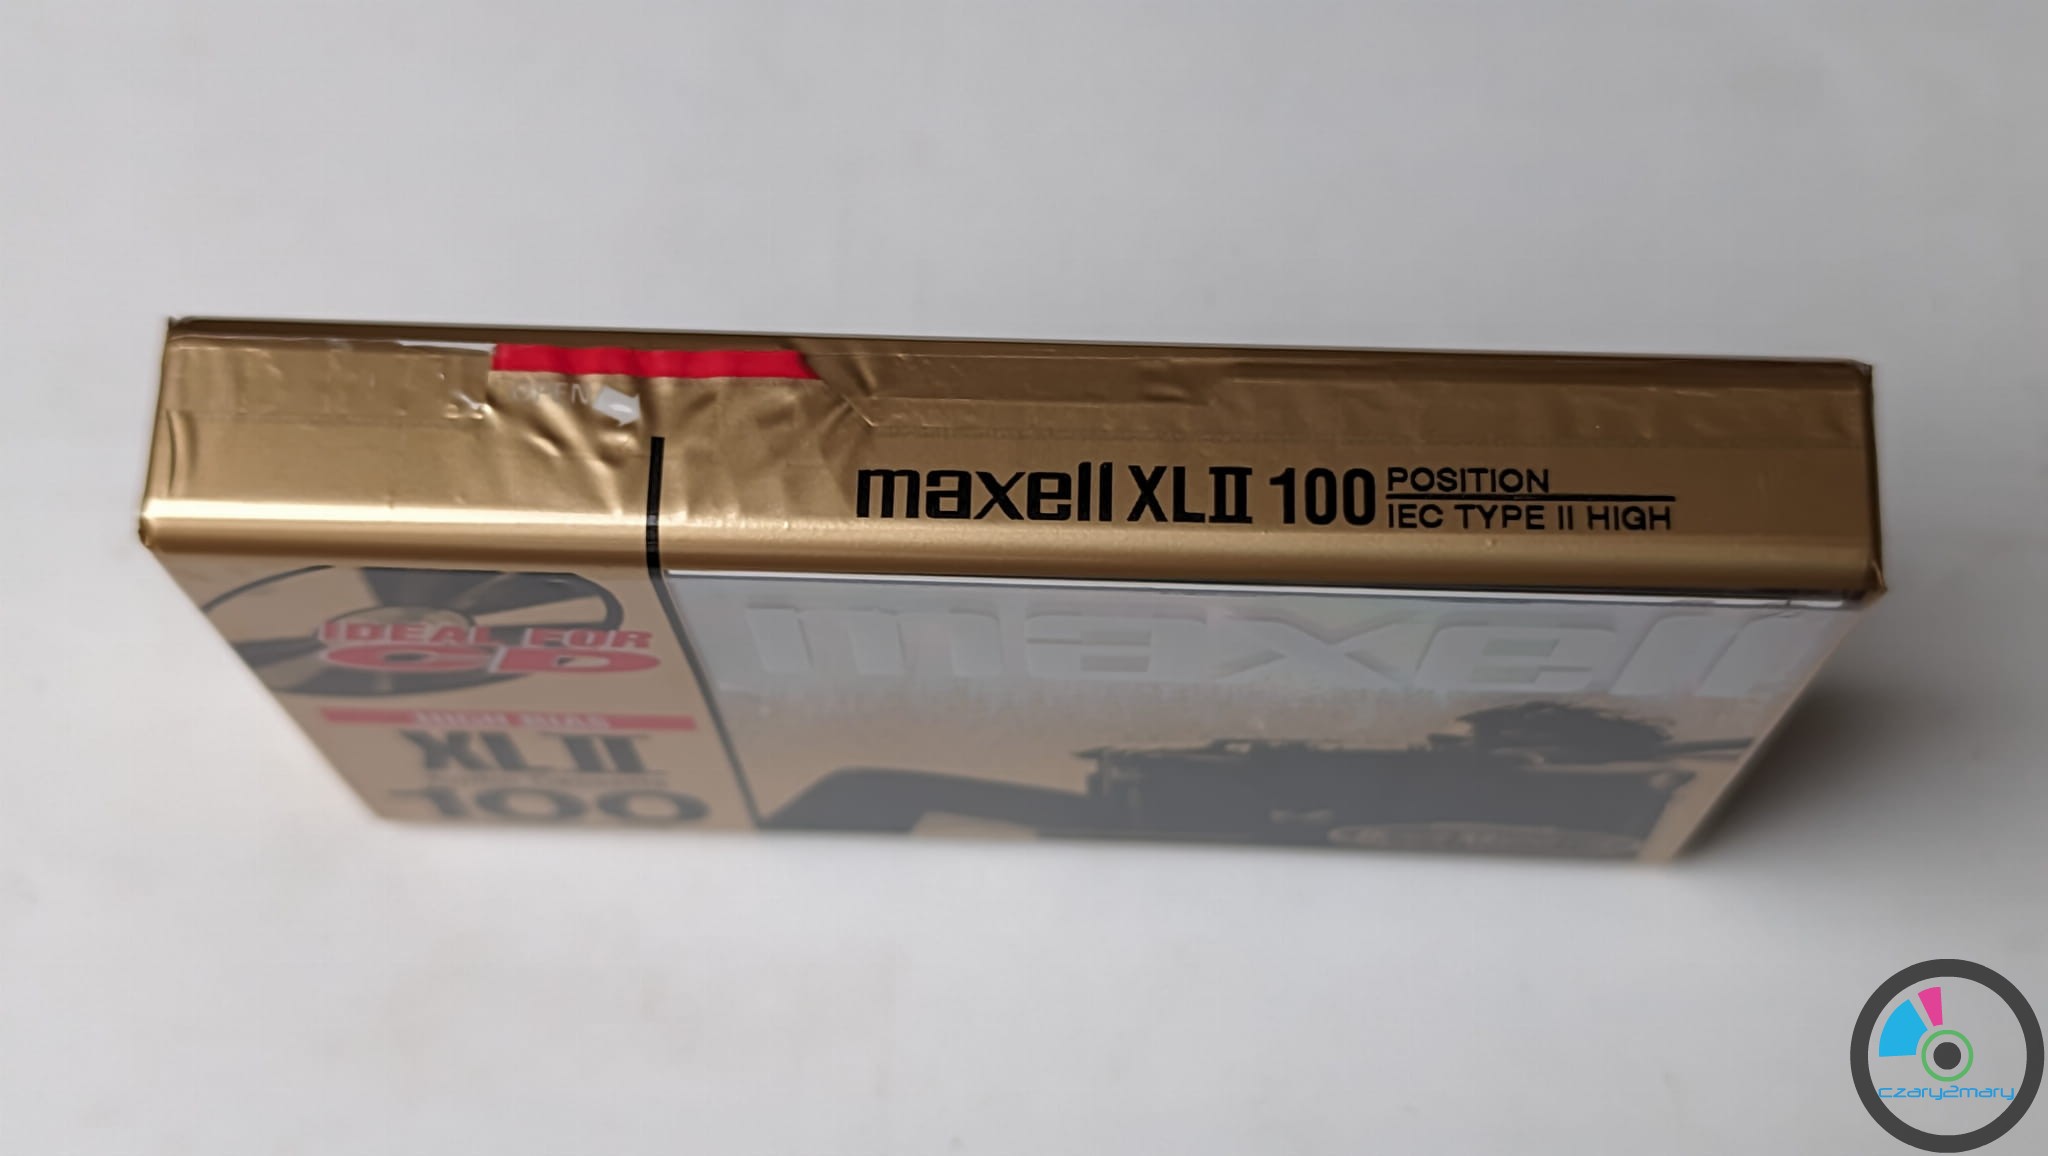 OPEN
maxell XLII 100 POSITION
IEC TYPE II HIGH
maxell
IDEAL FOR
CD
HIGH BIAS
XLII
100
czary2mary